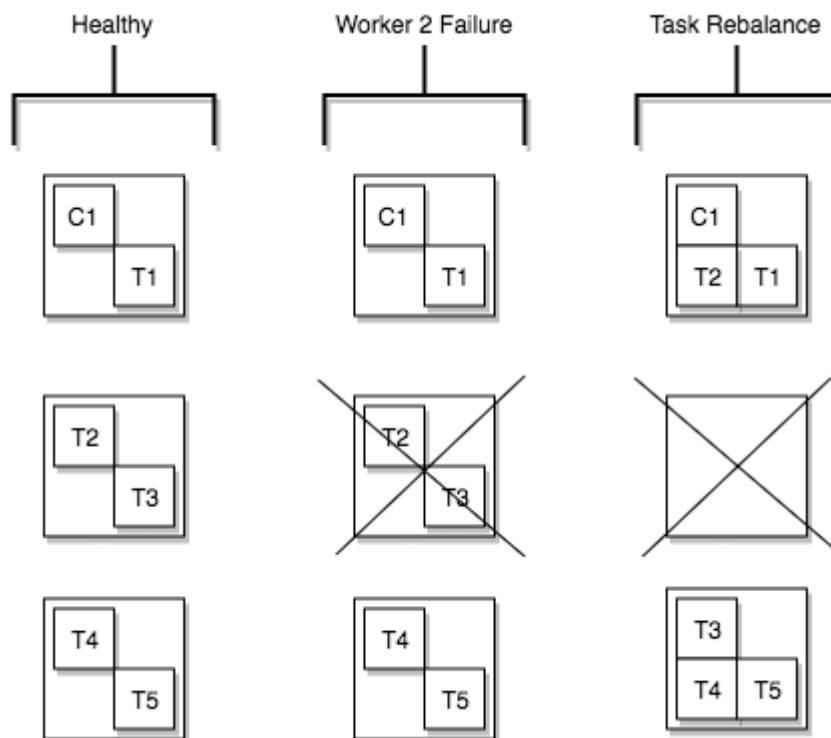 Healthy
Worker 2 Failure
Task Rebalance
C1
T1
C1
T1
C1
T2 T1
T2
T3
T2
T3
T4
T5
T4
T5
T3
T4 T5